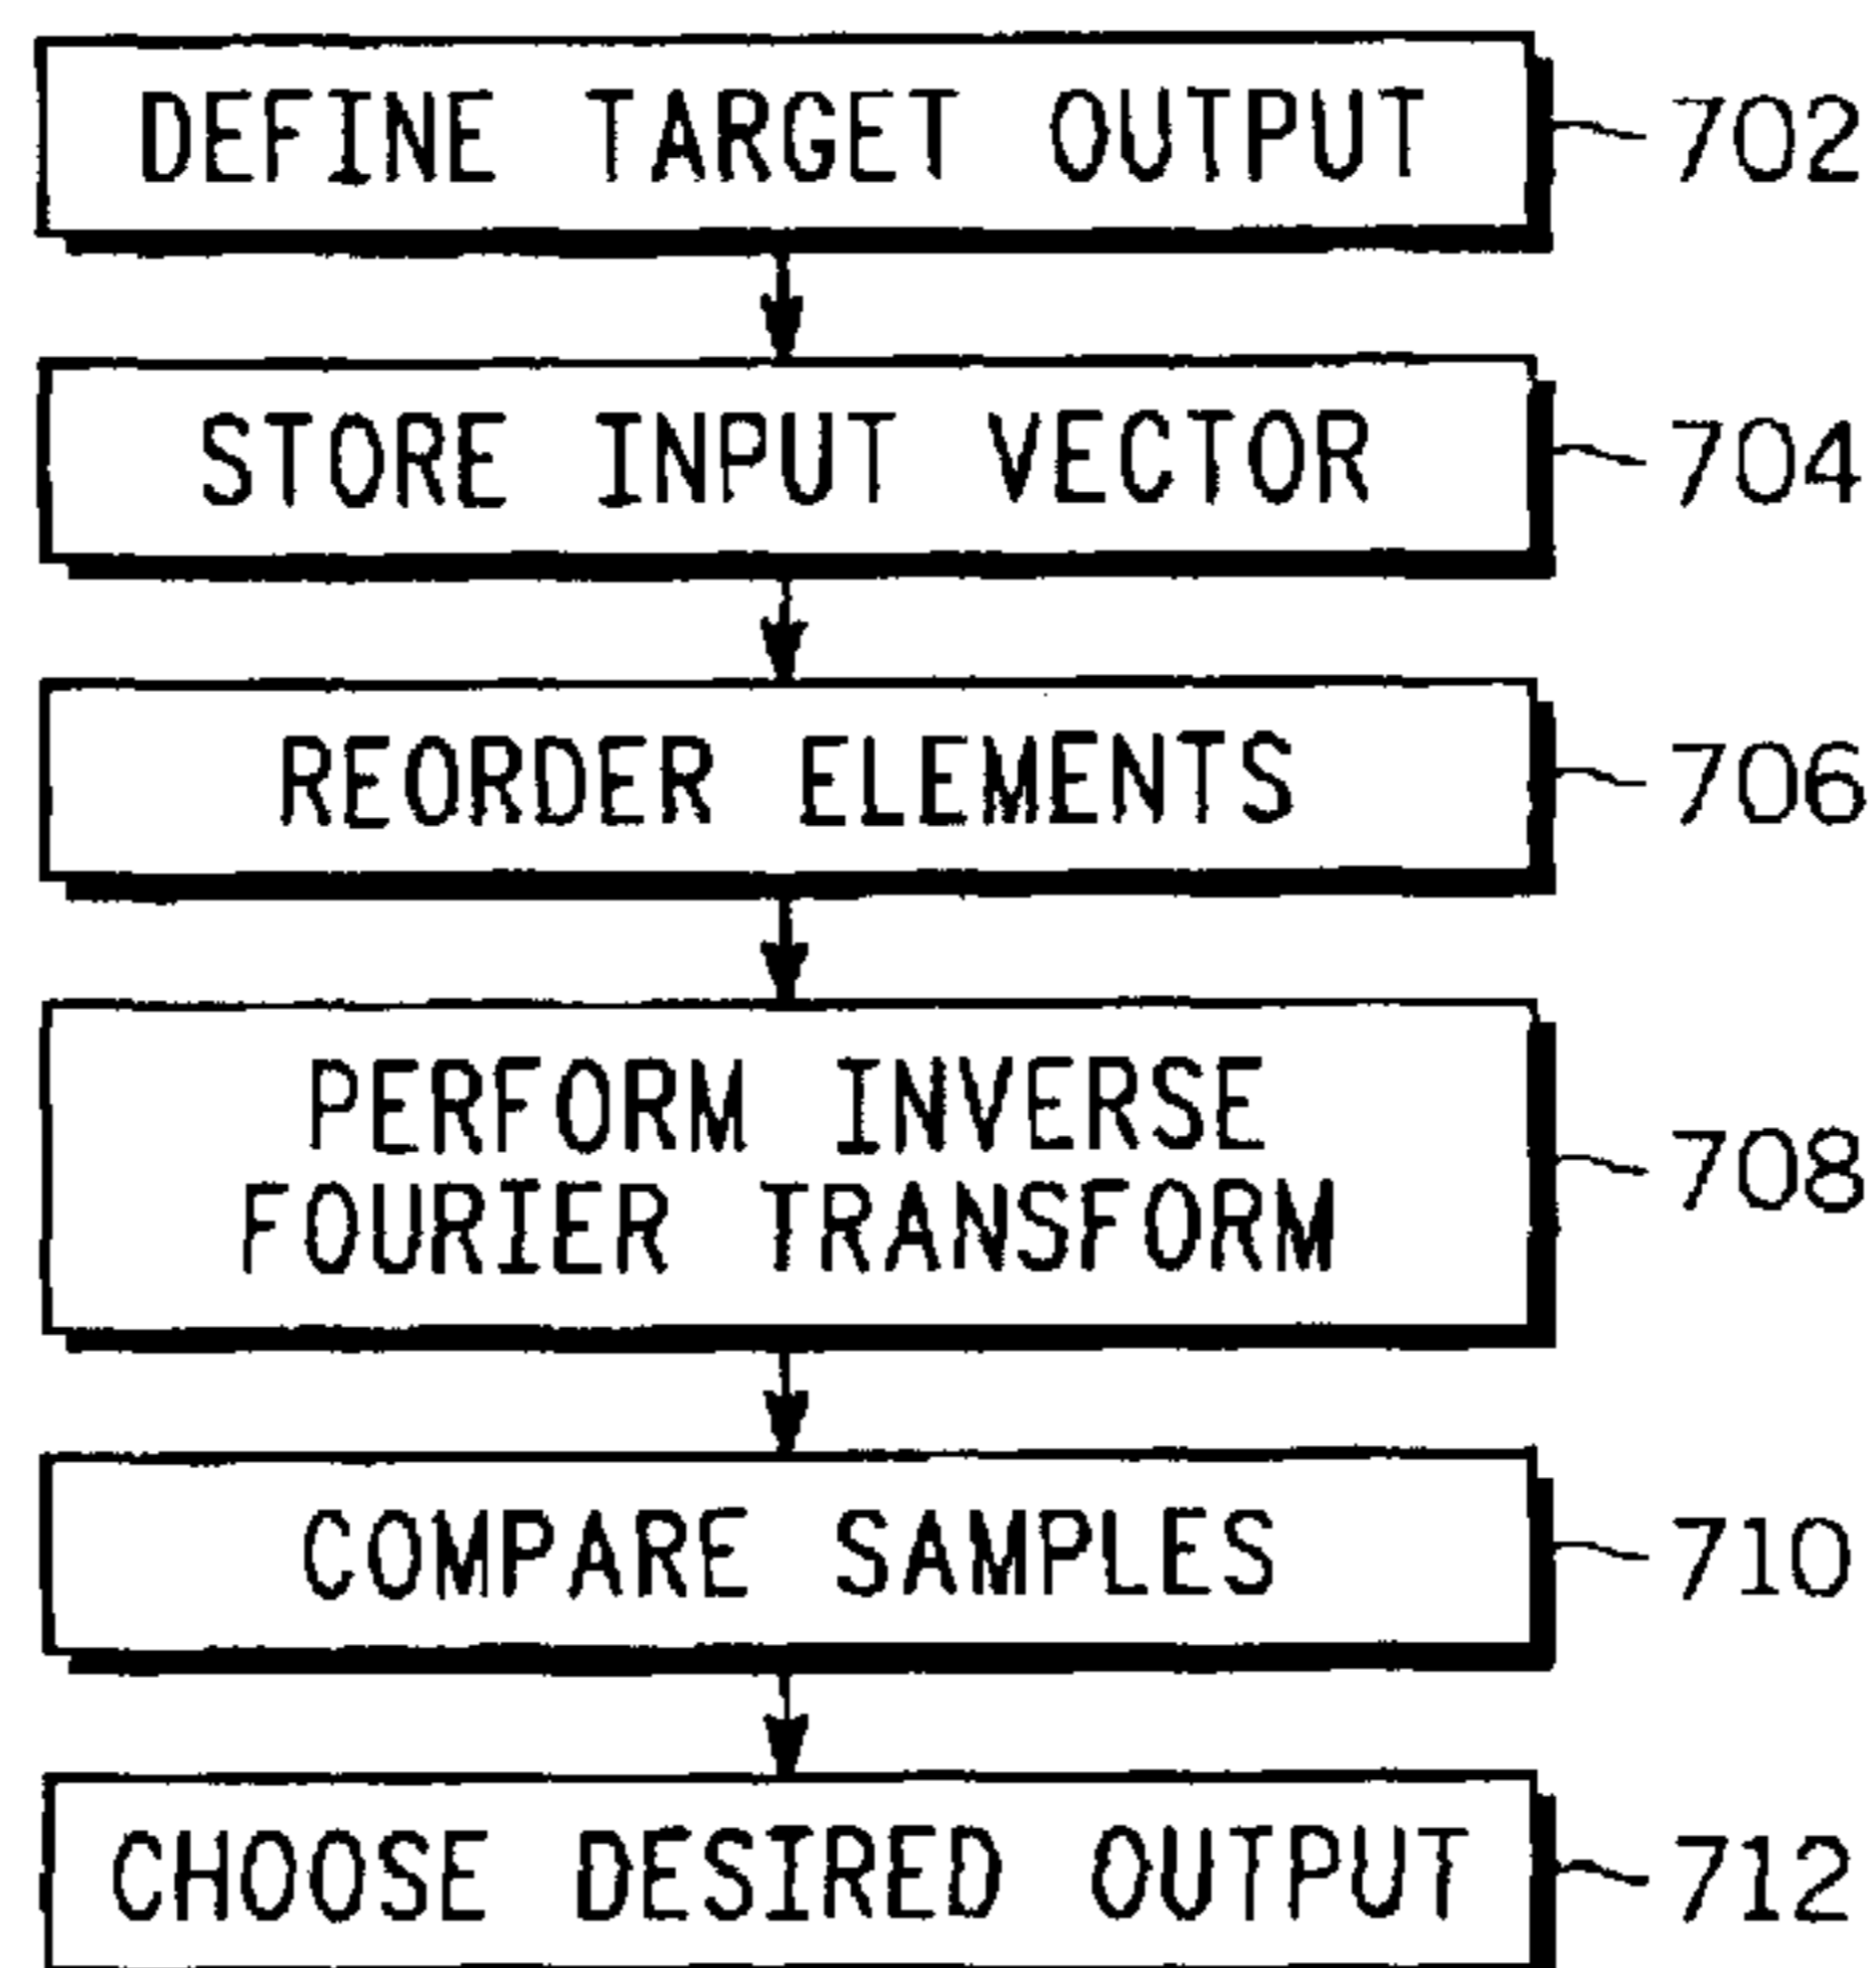 DEFINE TARGET OUTPUT 702
STORE INPUT VECTOR 704
REORDER ELEMENTS 706
PERFORM INVERSE
FOURIER TRANSFORM 708
COMPARE SAMPLES 710
CHOOSE DESIRED OUTPUT 712